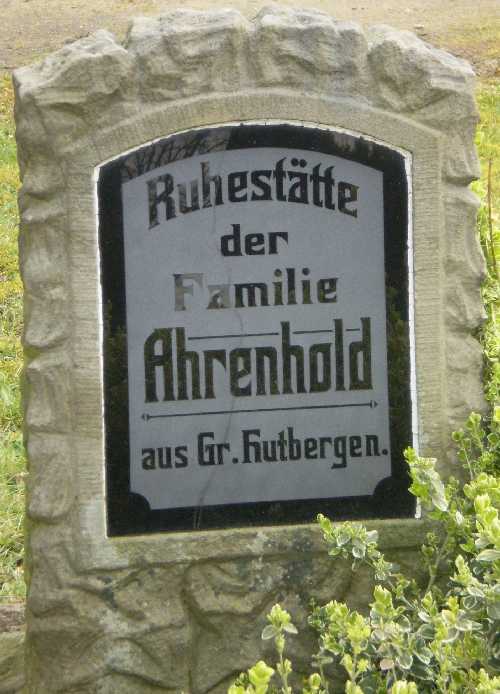 Ruhestätte
der
Familie
Ahrenhold
aus Gr. Hutbergen.